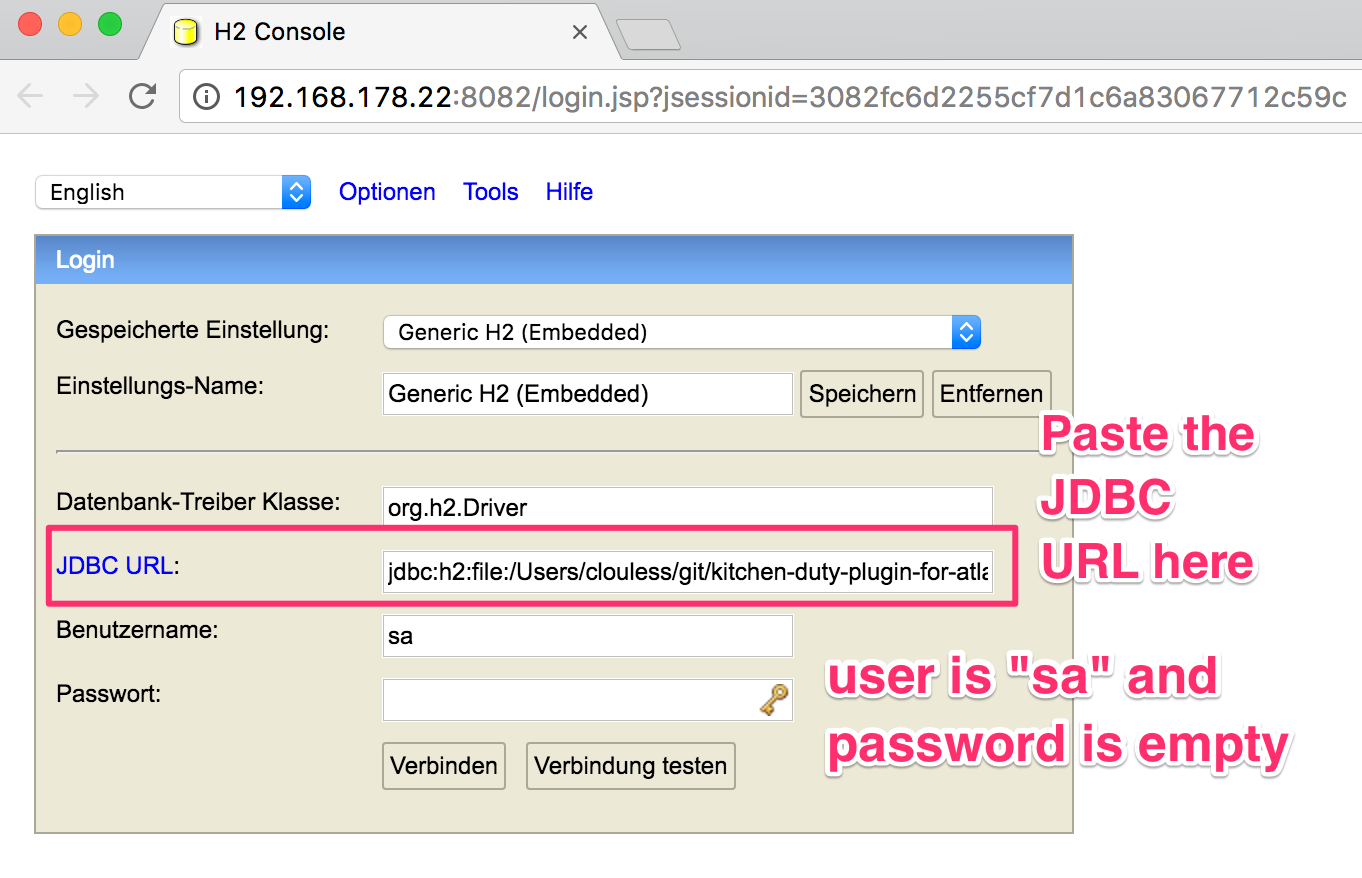 H2 Console
192.168.178.22:8082/login.jsp?jsessionid=3082fc6d2255cf7d1c6a83067712c59c
English Optionen Tools Hilfe
Login
Gespeicherte Einstellung: Generic H2 (Embedded)
Einstellungs-Name: Generic H2 (Embedded) Speichern Entfernen
Paste the
JDBC
URL here
Datenbank-Treiber Klasse: org.h2.Driver
JDBC URL: jdbc:h2:file:/Users/clouless/git/kitchen-duty-plugin-for-atla
Benutzername: sa
Passwort:
user is "sa" and
password is empty
Verbinden Verbindung testen